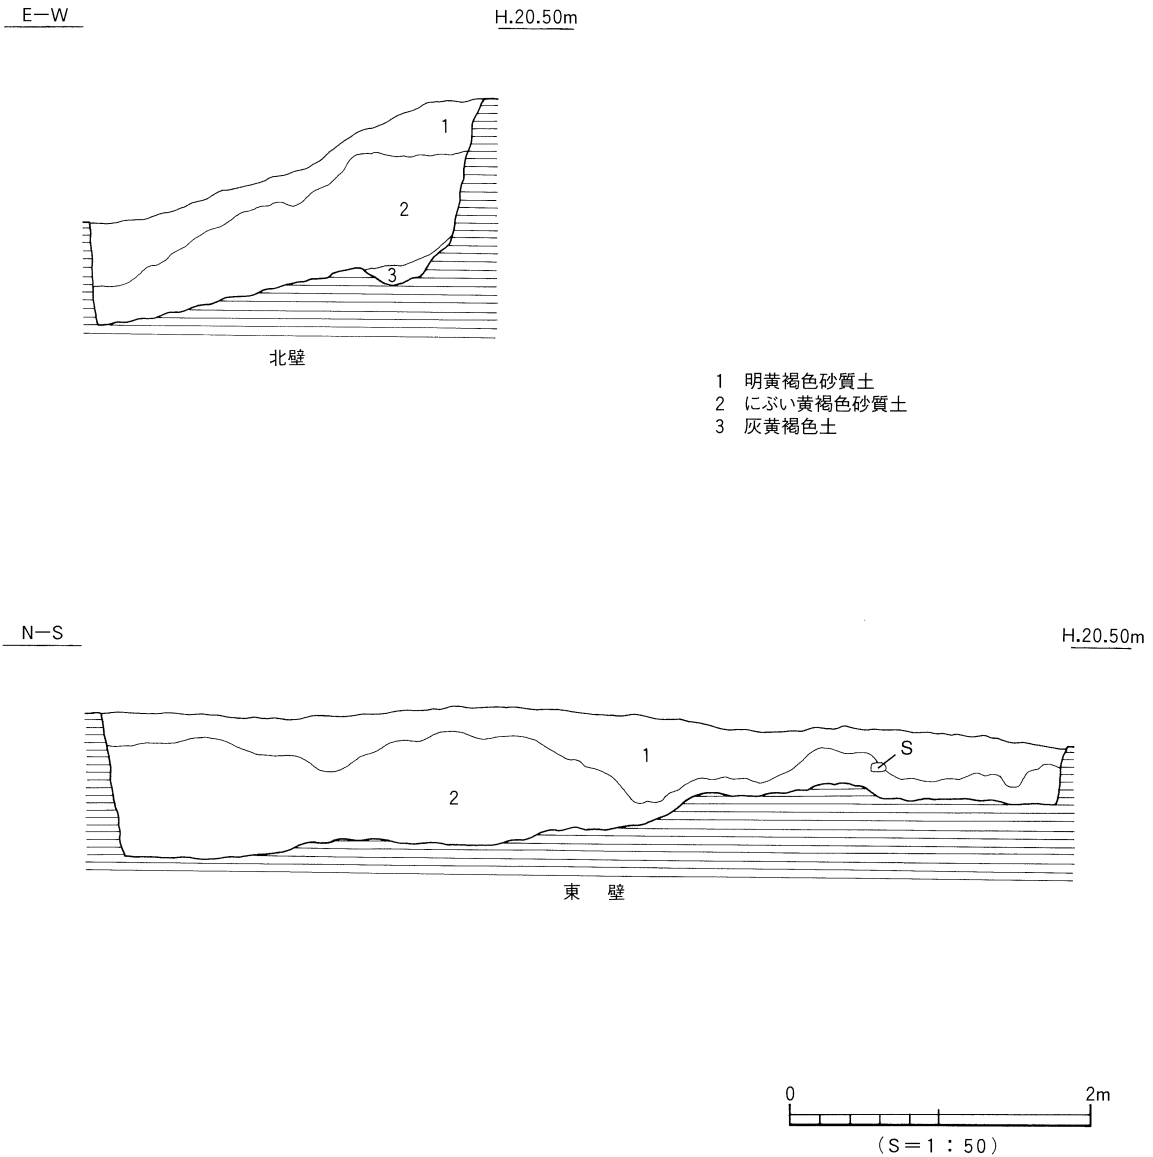 E－W
H.20.50m
1
2
3
北壁
1 明黄褐色砂質土
2 にぶい黄褐色砂質土
3 灰黄褐色土
N－S
H.20.50m
1
S
2
東 壁
0 2m
(S＝1：50)